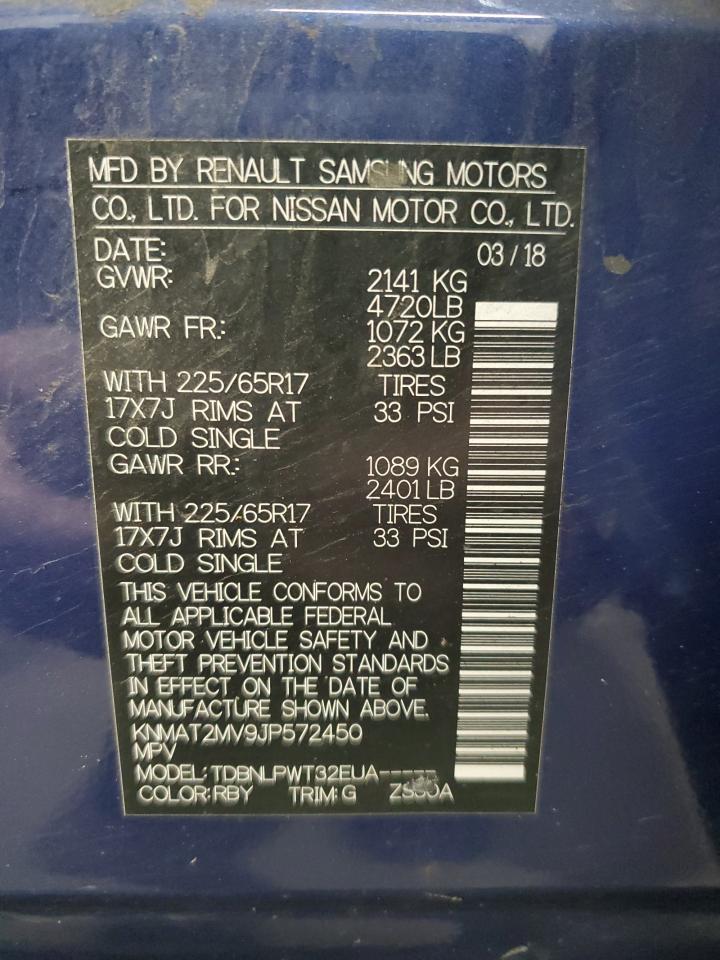 MFD BY RENAULT SAMSUNG MOTORS
CO., LTD. FOR NISSAN MOTOR CO., LTD.
DATE: 03 / 18
GVWR: 2141 KG
4720LB
GAWR FR.: 1072 KG
2363 LB
WITH 225/65R17 TIRES
17X7J RIMS AT 33 PSI
COLD SINGLE
GAWR RR.: 1089 KG
2401 LB
WITH 225/65R17 TIRES
17X7J RIMS AT 33 PSI
COLD SINGLE
THIS VEHICLE CONFORMS TO
ALL APPLICABLE FEDERAL
MOTOR VEHICLE SAFETY AND
THEFT PREVENTION STANDARDS
IN EFFECT ON THE DATE OF
MANUFACTURE SHOWN ABOVE.
KNMAT2MV9JP572450
MPV
MODEL: TDBNLPWT32EUA-----
COLOR: RBY TRIM: G